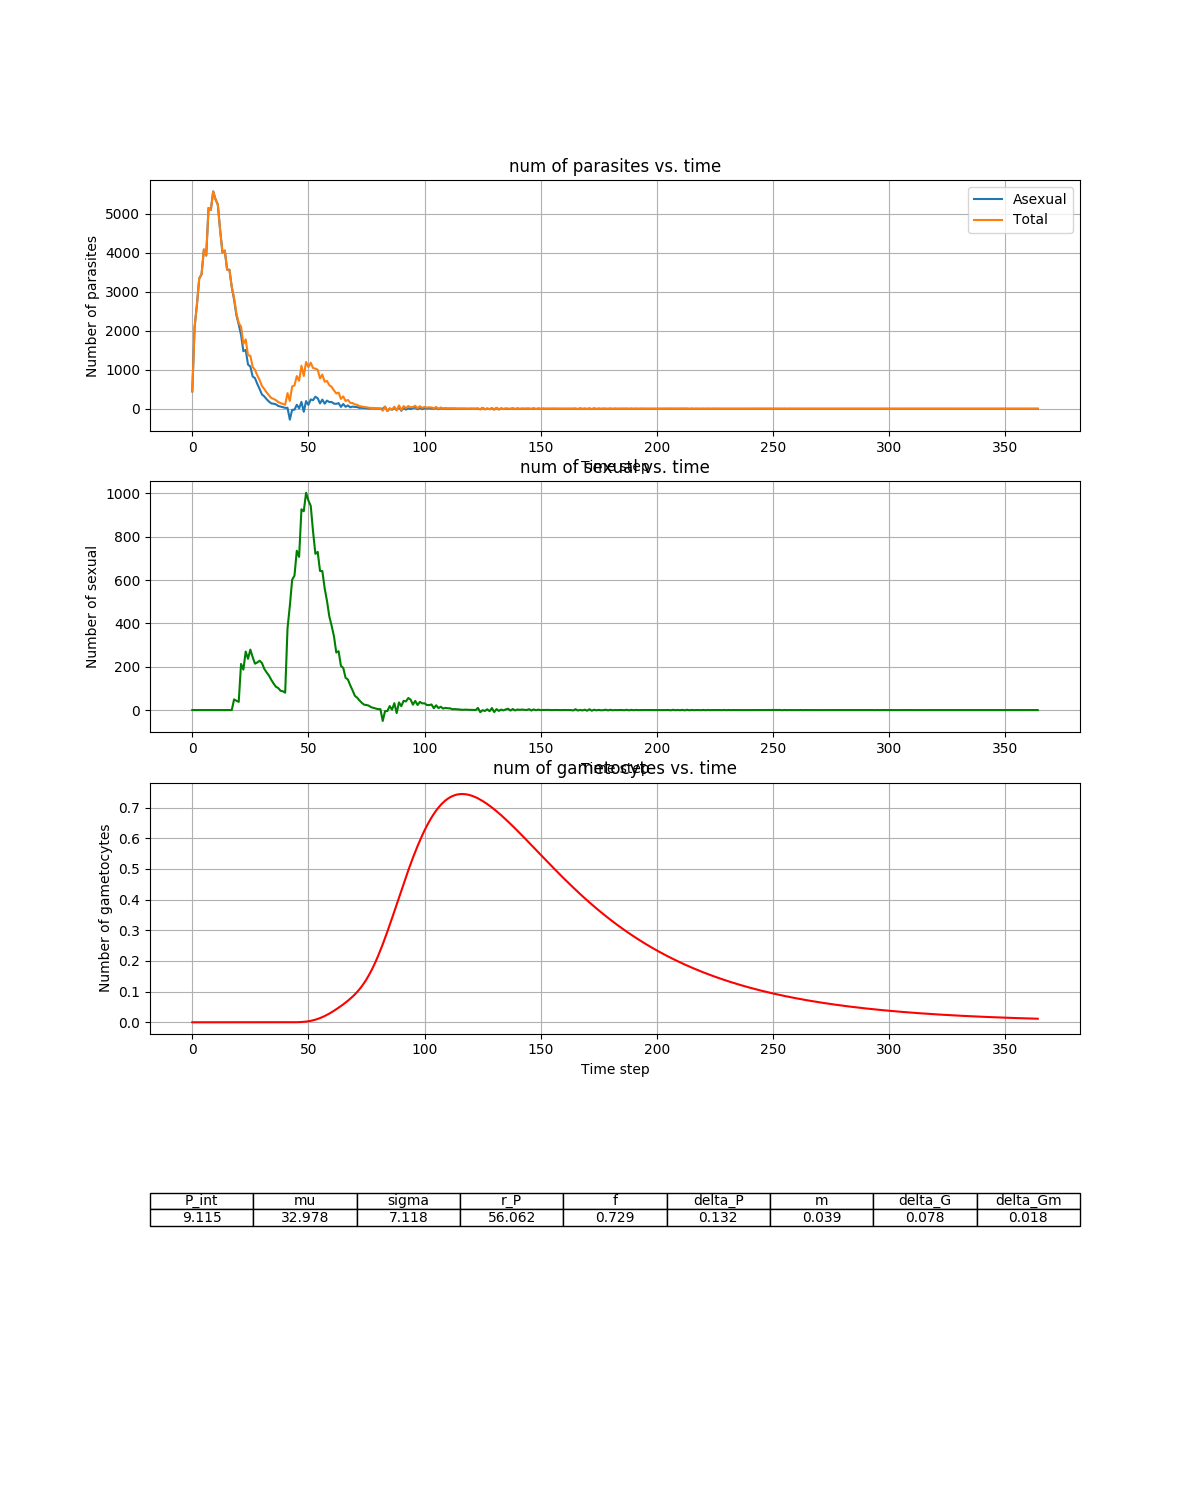 num of parasites vs. time
Number of parasites
5000
4000
3000
2000
1000
0
Asexual
Total
0 50 100 150 200 250 300 350
Time step
num of sexual vs. time
Number of sexual
1000
800
600
400
200
0
0 50 100 150 200 250 300 350
Time step
num of gametocytes vs. time
Number of gametocytes
0.7
0.6
0.5
0.4
0.3
0.2
0.1
0.0
0 50 100 150 200 250 300 350
Time step
P_int mu sigma r_P f delta_P m delta_G delta_Gm
9.115 32.978 7.118 56.062 0.729 0.132 0.039 0.078 0.018